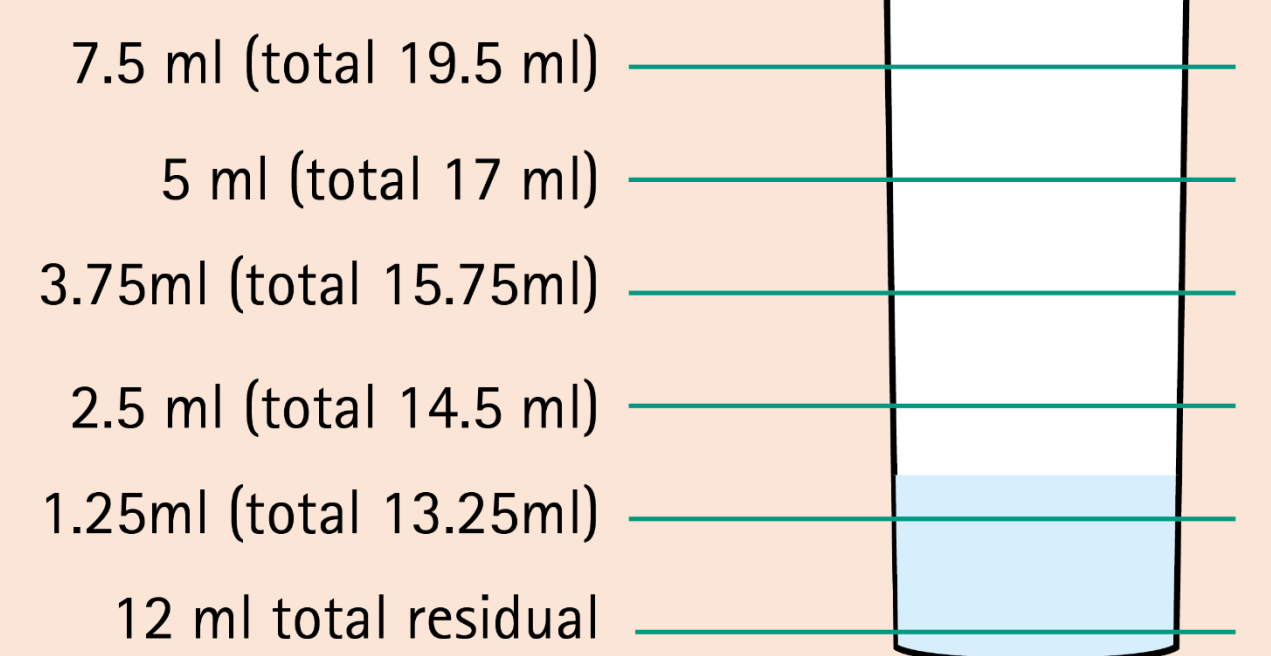 7.5 ml (total 19.5 ml)
5 ml (total 17 ml)
3.75ml (total 15.75ml)
2.5 ml (total 14.5 ml)
1.25ml (total 13.25ml)
12 ml total residual